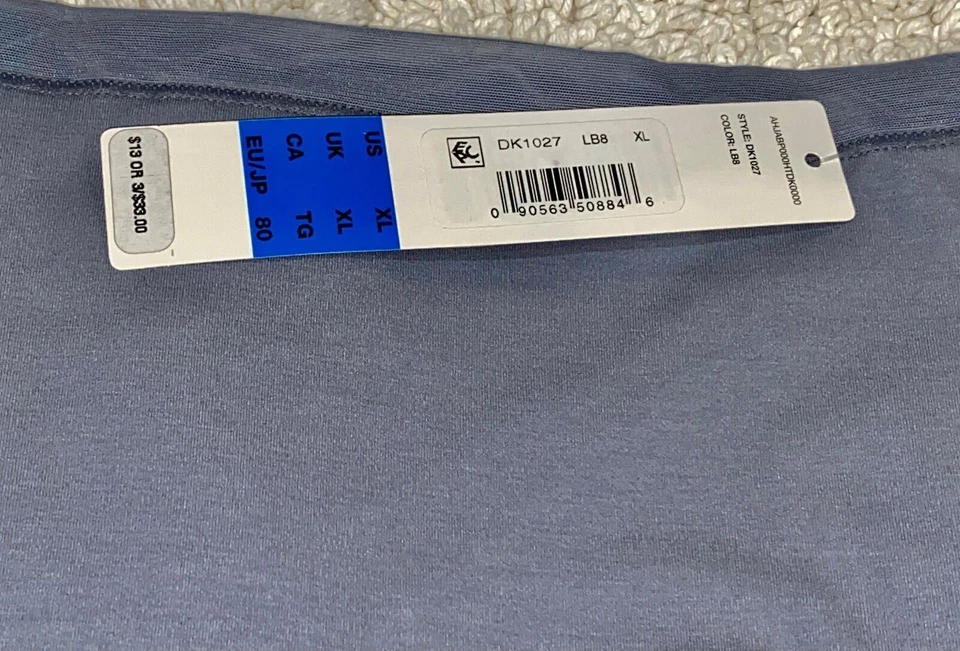 $13 OR 3/$33.00
US XL
UK XL
CA TG
EU/JP 80
DK1027 LB8 XL
0 90563 50884 6
AHJABP000HTDK0000
STYLE: DK1027
COLOR: LB8